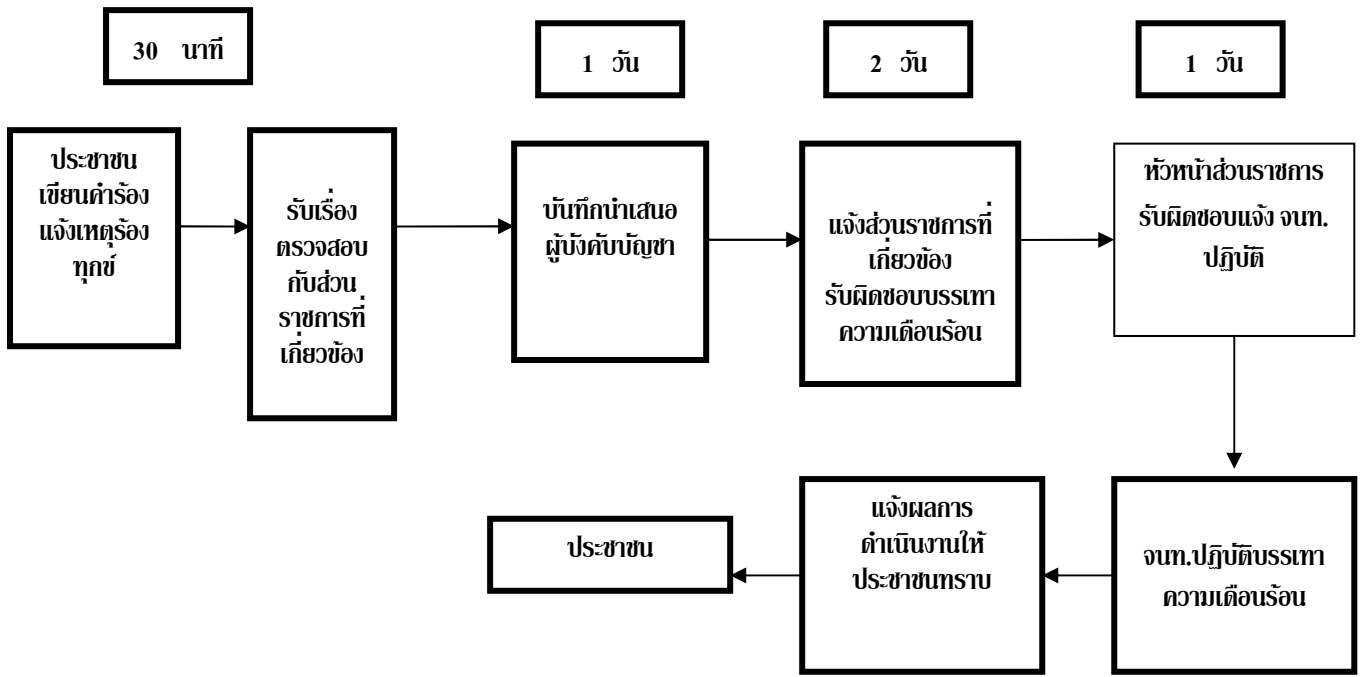 30 นาที
1 วัน
2 วัน
1 วัน
ประชาชน
เขียนคำร้อง
แจ้งเหตุร้อง
ทุกข์
รับเรื่อง
ตรวจสอบ
กับส่วน
ราชการที่
เกี่ยวข้อง
บันทึกนำเสนอ
ผู้บังคับบัญชา
แจ้งส่วนราชการที่
เกี่ยวข้อง
รับผิดชอบบรรเทา
ความเดือนร้อน
หัวหน้าส่วนราชการ
รับผิดชอบแจ้ง จนท.
ปฏิบัติ
จนท.ปฏิบัติบรรเทา
ความเดือนร้อน
แจ้งผลการ
ดำเนินงานให้
ประชาชนทราบ
ประชาชน